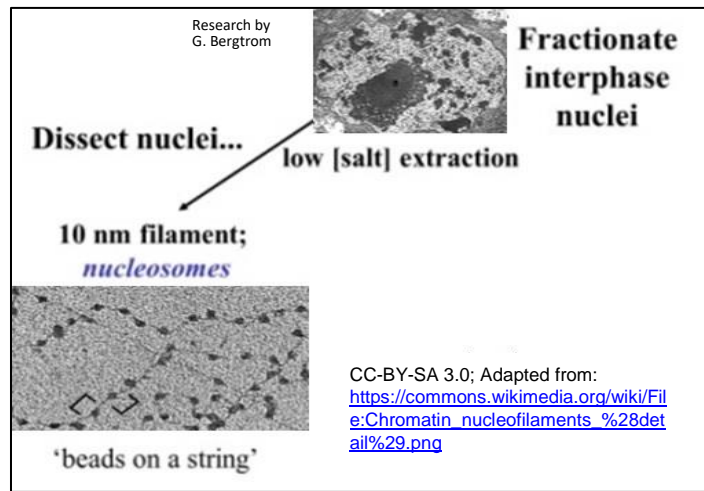 Research by
G. Bergtrom
Fractionate
interphase
nuclei
Dissect nuclei...
low [salt] extraction
10 nm filament;
nucleosomes
CC-BY-SA 3.0; Adapted from:
https://commons.wikimedia.org/wiki/Fil
e:Chromatin_nucleofilaments_%28det
ail%29.png
'beads on a string'